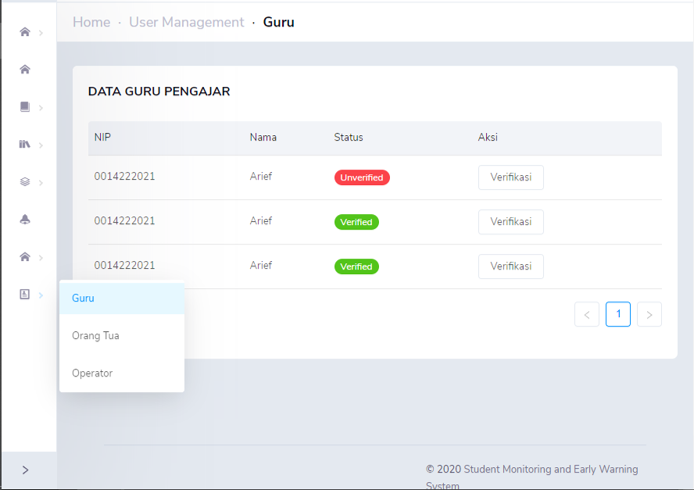 Home · User Management · Guru
DATA GURU PENGAJAR
NIP Nama Status Aksi
0014222021 Arief Unverified Verifikasi
0014222021 Arief Verified Verifikasi
0014222021 Arief Verified Verifikasi
Guru
< 1 >
Orang Tua
Operator
© 2020 Student Monitoring and Early Warning
System